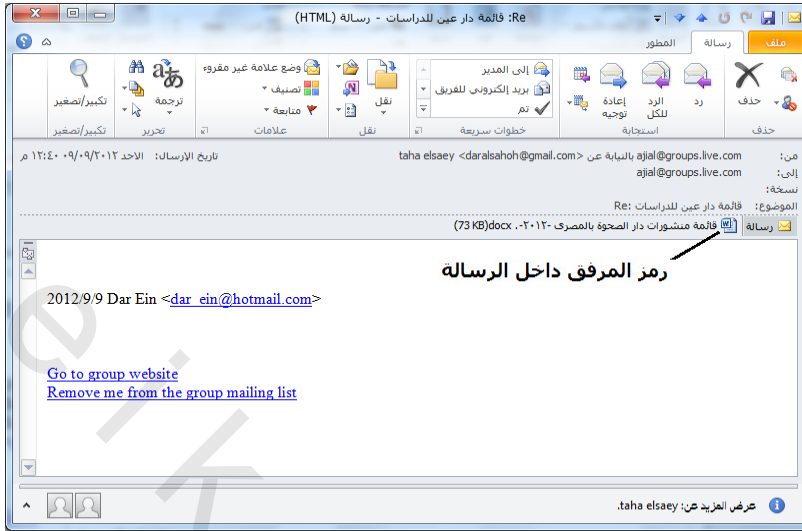 Re: قائمة دار عين للدراسات - رسالة (HTML)
ملف رسالة المطور
حذف
رد
الرد للكل
إعادة توجيه
إلى المدير
بريد إلكتروني للفريق
تم
نقل
وضع علامة غير مقروء
تصنيف
متابعة
ترجمة
تكبير/تصغير
حذف استجابة خطوات سريعة نقل علامات تحرير تكبير/تصغير
من: ajial@groups.live.com بالنيابة عن taha elsaey <daralsahoh@gmail.com> تاريخ الإرسال: الاحد ٠٩/٠٩/٢٠١٢ ١٢:٤٠ م
إلى: ajial@groups.live.com
نسخة:
الموضوع: قائمة دار عين للدراسات :Re
رسالة قائمة منشورات دار الصحوة بالمصرى -٢٠١٢-.docx(73 KB)
رمز المرفق داخل الرسالة
2012/9/9 Dar Ein <dar_ein@hotmail.com>
Go to group website
Remove me from the group mailing list
عرض المزيد عن: taha elsaey.
e i k